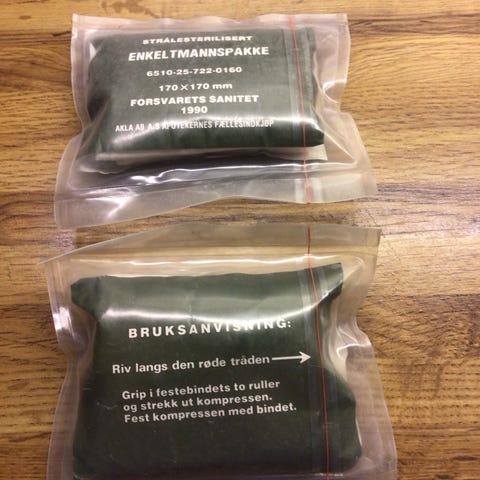 STRÅLESTERILISERT
ENKELTMANNSPAKKE
6510-25-722-0160
170 × 170 mm
FORSVARETS SANITET
1990
AKLA AB A.S APOTEKERNES FÆLLESINDKJØP
BRUKSANVISNING:
Riv langs den røde tråden
Grip i festebindets to ruller
og strekk ut kompressen.
Fest kompressen med bindet.